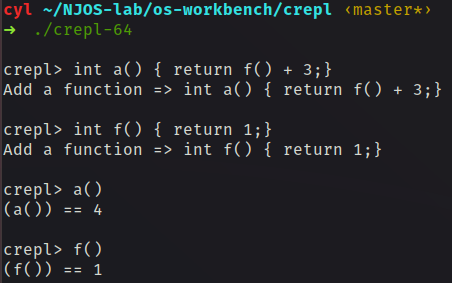 cyl ~/NJOS-lab/os-workbench/crepl ‹master*›
➜ ./crepl-64
crepl> int a() { return f() + 3;}
Add a function => int a() { return f() + 3;}
crepl> int f() { return 1;}
Add a function => int f() { return 1;}
crepl> a()
(a()) == 4
crepl> f()
(f()) == 1